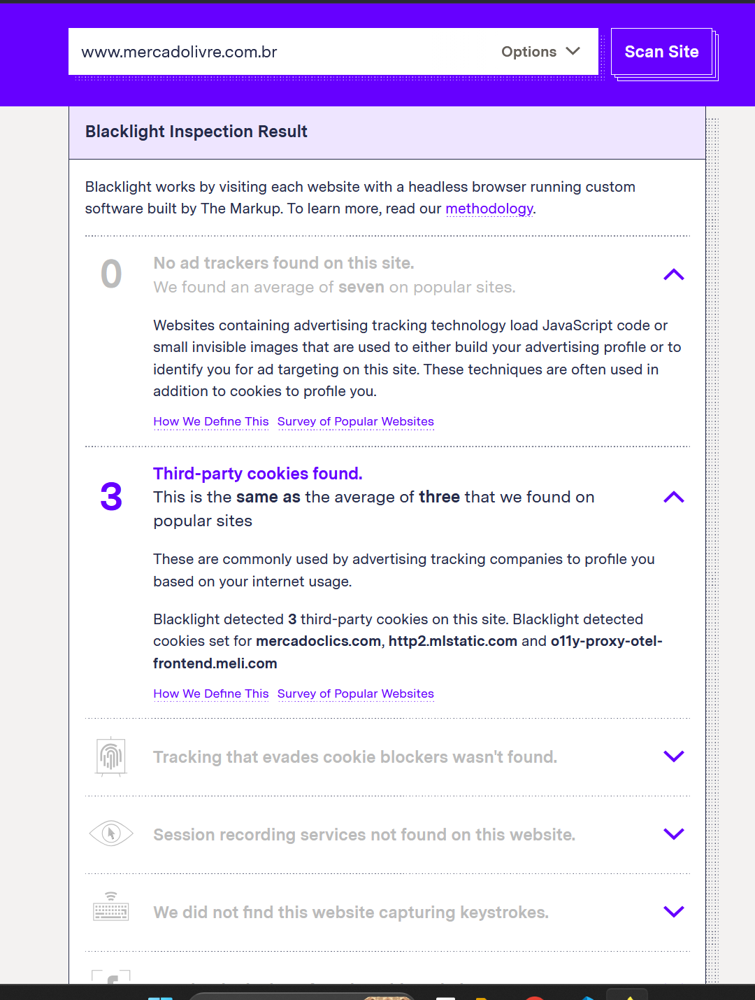 www.mercadolivre.com.br
Options
Scan Site
Blacklight Inspection Result
Blacklight works by visiting each website with a headless browser running custom
software built by The Markup. To learn more, read our methodology.
0
No ad trackers found on this site.
We found an average of seven on popular sites.
Websites containing advertising tracking technology load JavaScript code or
small invisible images that are used to either build your advertising profile or to
identify you for ad targeting on this site. These techniques are often used in
addition to cookies to profile you.
How We Define This Survey of Popular Websites
3
Third-party cookies found.
This is the same as the average of three that we found on
popular sites
These are commonly used by advertising tracking companies to profile you
based on your internet usage.
Blacklight detected 3 third-party cookies on this site. Blacklight detected
cookies set for mercadoclics.com, http2.mlstatic.com and o11y-proxy-otel-
frontend.meli.com
How We Define This Survey of Popular Websites
Tracking that evades cookie blockers wasn't found.
Session recording services not found on this website.
We did not find this website capturing keystrokes.